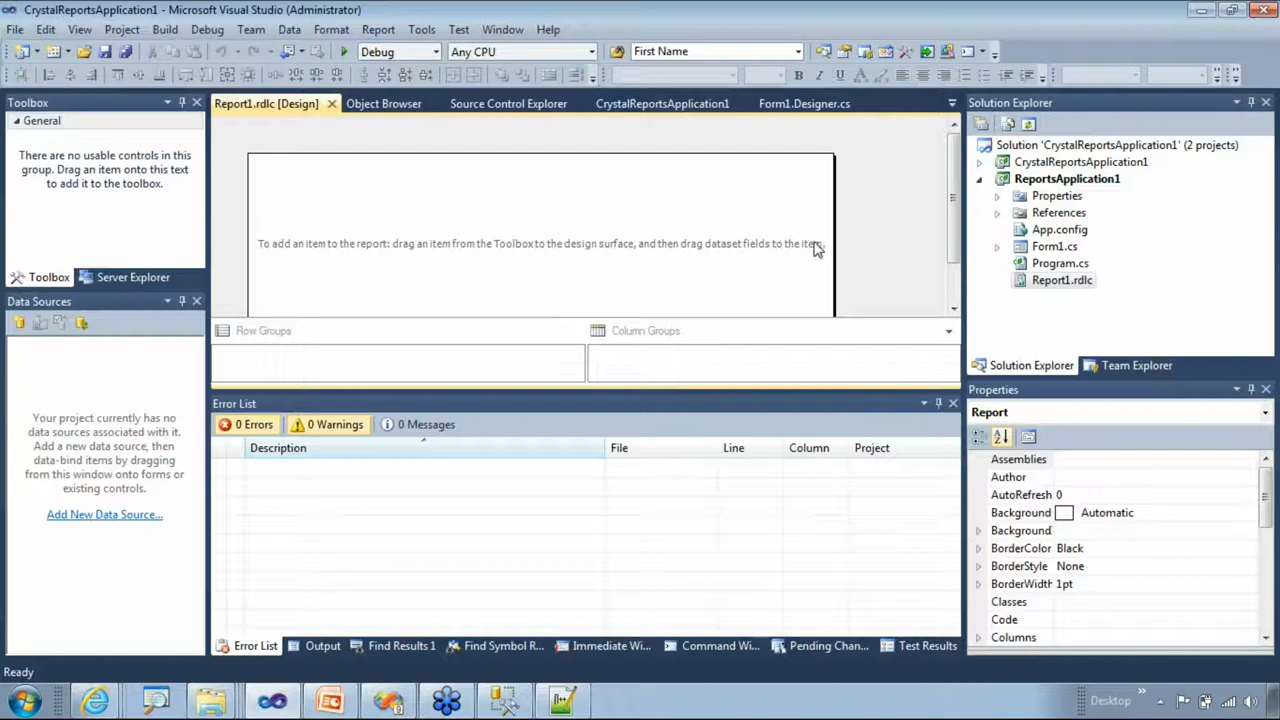 CrystalReportsApplication1 - Microsoft Visual Studio (Administrator)
File Edit View Project Build Debug Team Data Format Report Tools Test Window Help
Debug Any CPU First Name
Toolbox
General
There are no usable controls in this
group. Drag an item onto this text
to add it to the toolbox.
Toolbox Server Explorer
Data Sources
Your project currently has no
data sources associated with it.
Add a new data source, then
data-bind items by dragging
from this window onto forms or
existing controls.
Add New Data Source...
Report1.rdlc [Design] Object Browser Source Control Explorer CrystalReportsApplication1 Form1.Designer.cs
To add an item to the report: drag an item from the Toolbox to the design surface, and then drag dataset fields to the item.
Row Groups Column Groups
Error List
0 Errors 0 Warnings 0 Messages
Description File Line Column Project
Error List Output Find Results 1 Find Symbol R... Immediate Wi... Command Wi... Pending Chan... Test Results
Solution Explorer
Solution 'CrystalReportsApplication1' (2 projects)
CrystalReportsApplication1
ReportsApplication1
Properties
References
App.config
Form1.cs
Program.cs
Report1.rdlc
Solution Explorer Team Explorer
Properties
Report
Assemblies
Author
AutoRefresh 0
Background Automatic
Background
BorderColor Black
BorderStyle None
BorderWidth 1pt
Classes
Code
Columns
Ready
Desktop